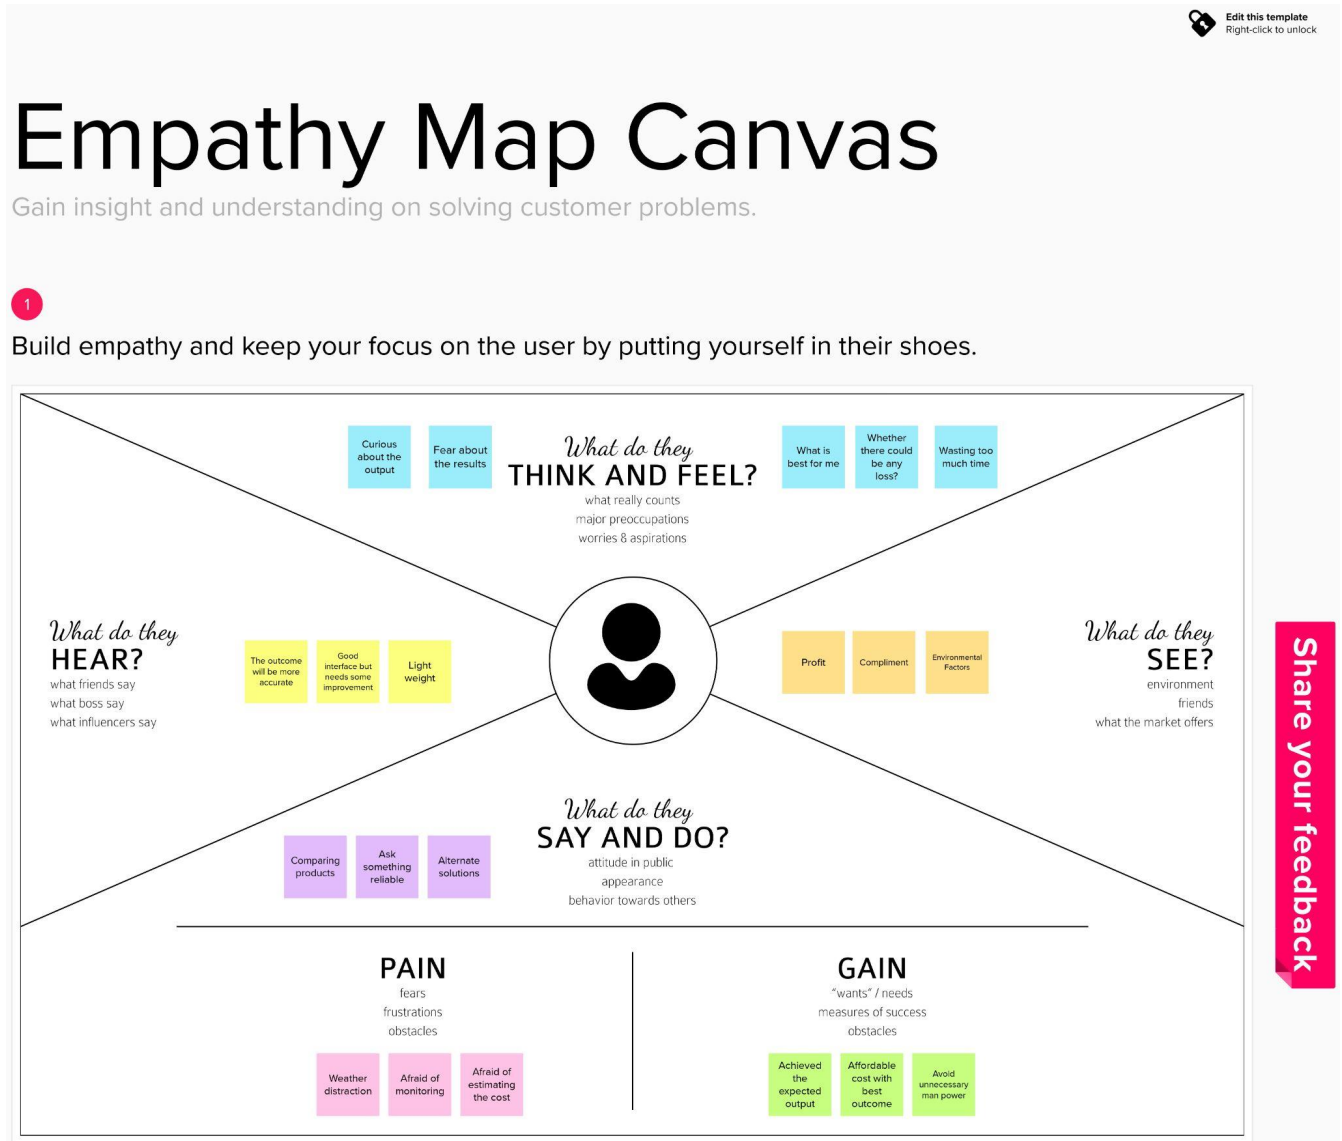 Edit this template
Right-click to unlock
Empathy Map Canvas
Gain insight and understanding on solving customer problems.
1
Build empathy and keep your focus on the user by putting yourself in their shoes.
Curious
about the
output
Fear about
the results
What do they
THINK AND FEEL?
what really counts
major preoccupations
worries & aspirations
What is
best for me
Whether
there could
be any
loss?
Wasting too
much time
What do they
HEAR?
what friends say
what boss say
what influencers say
The outcome
will be more
accurate
Good
interface but
needs some
improvement
Light
weight
Profit
Compliment
Environmental
Factors
What do they
SEE?
environment
friends
what the market offers
Share your feedback
What do they
SAY AND DO?
attitude in public
appearance
behavior towards others
Comparing
products
Ask
something
reliable
Alternate
solutions
PAIN
fears
frustrations
obstacles
Weather
distraction
Afraid of
monitoring
Afraid of
estimating
the cost
GAIN
“wants” / needs
measures of success
obstacles
Achieved
the
expected
output
Affordable
cost with
best
outcome
Avoid
unnecessary
man power